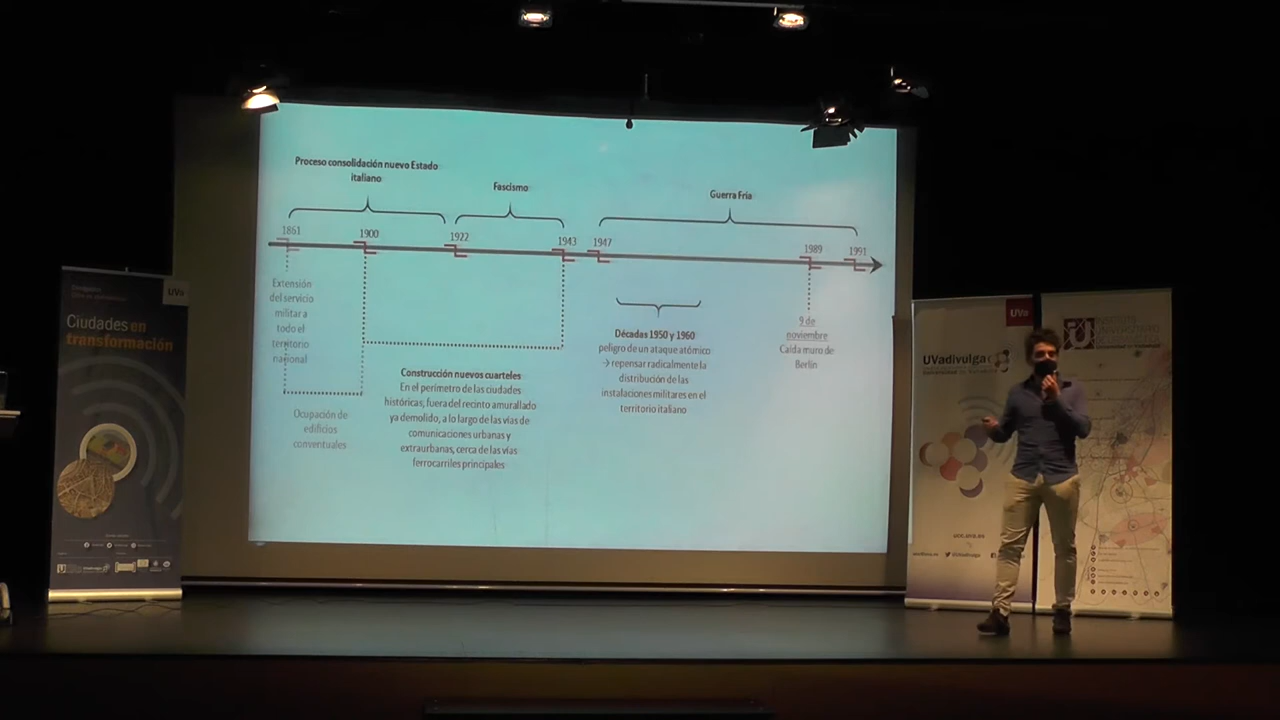 Proceso consolidación nuevo Estado
italiano
Fascismo
Guerra Fría
1861
1900
1922
1943
1947
1989
1991
Extensión
del servicio
militar a
todo el
territorio
nacional
Ocupación de
edificios
conventuales
Construcción nuevos cuarteles
En el perímetro de las ciudades
históricas, fuera del recinto amurallado
ya demolido, a lo largo de las vías de
comunicaciones urbanas y
extraurbanas, cerca de las vías
ferrocarriles principales
Décadas 1950 y 1960
peligro de un ataque atómico
→ repensar radicalmente la
distribución de las
instalaciones militares en el
territorio italiano
9 de
noviembre
Caída muro de
Berlín
UVa
Ciudades en
transformación
UVa
UVadivulga
INSTITUTO
UNIVERSITARIO